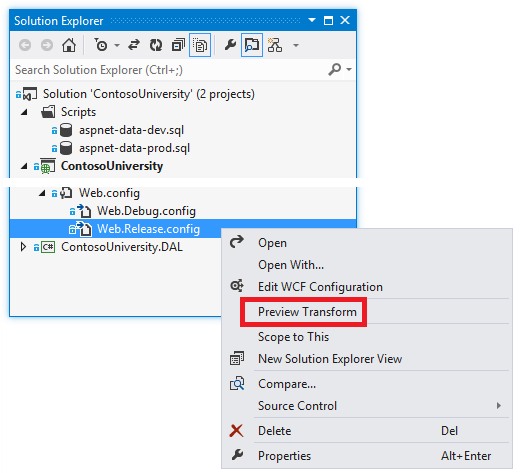 Solution Explorer
Search Solution Explorer (Ctrl+;)
Solution 'ContosoUniversity' (2 projects)
Scripts
aspnet-data-dev.sql
aspnet-data-prod.sql
ContosoUniversity
Web.config
Web.Debug.config
Web.Release.config
C# ContosoUniversity.DAL
Open
Open With...
Edit WCF Configuration
Preview Transform
Scope to This
New Solution Explorer View
Compare...
Source Control
Delete Del
Properties Alt+Enter